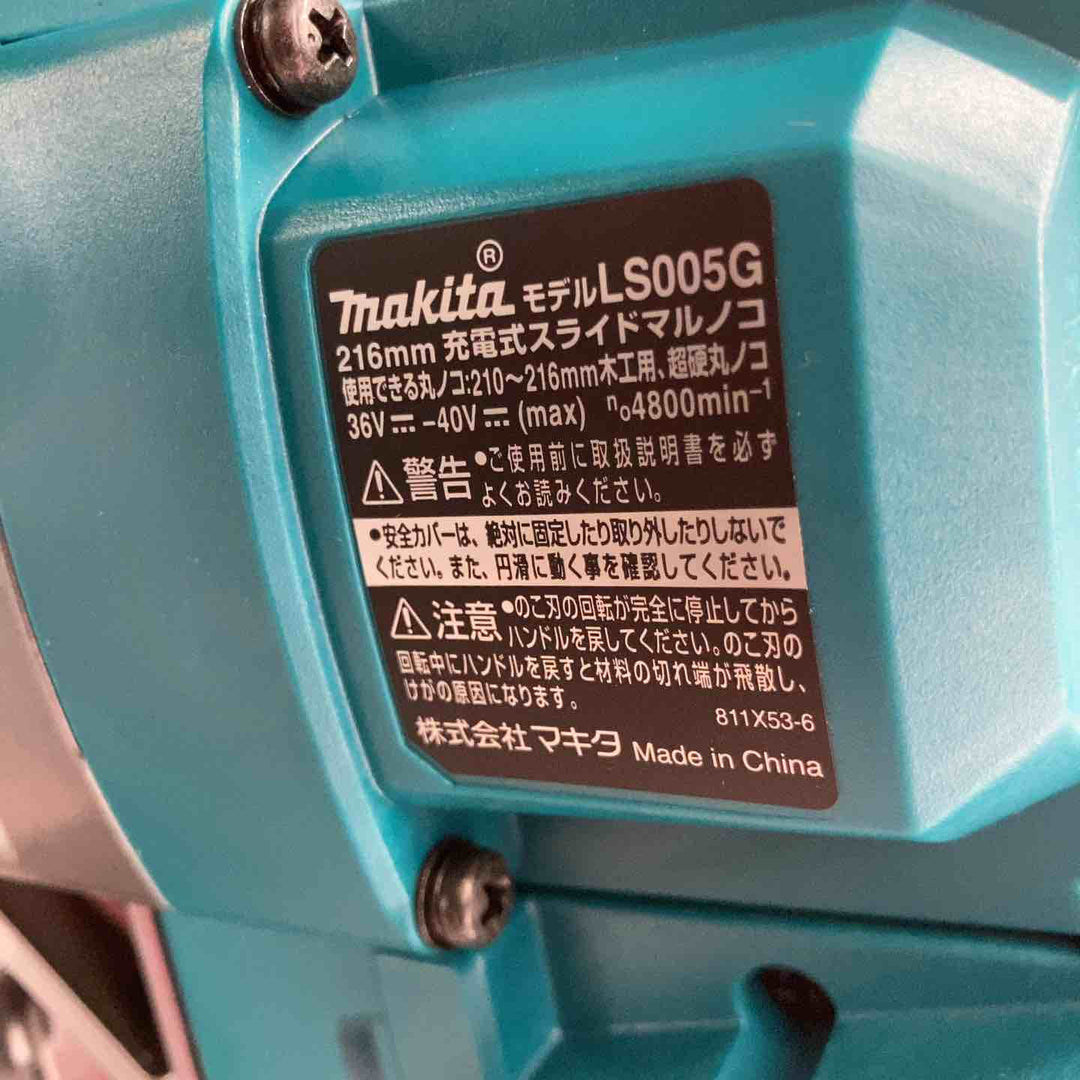 makita® モデルLS005G
216mm 充電式スライドマルノコ
使用できる丸ノコ:210～216mm木工用、超硬丸ノコ
36V⎓–40V⎓(max) n₀4800min⁻¹
⚠警告 •ご使用前に取扱説明書を必ず
よくお読みください。
•安全カバーは、絶対に固定したり取り外したりしないで
ください。また、円滑に動く事を確認してください。
⚠注意 •のこ刃の回転が完全に停止してから
ハンドルを戻してください。のこ刃の
回転中にハンドルを戻すと材料の切れ端が飛散し、
けがの原因になります。
811X53-6
株式会社マキタ Made in China